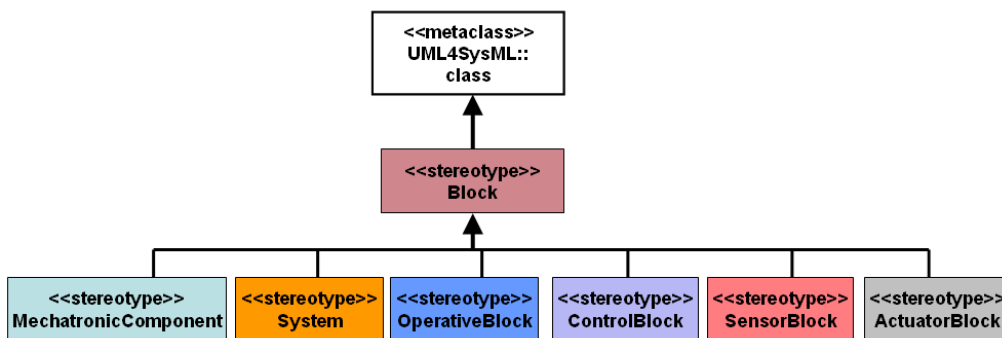 <<metaclass>>
UML4SysML::
class
<<stereotype>>
Block
<<stereotype>>
MechatronicComponent
<<stereotype>>
System
<<stereotype>>
OperativeBlock
<<stereotype>>
ControlBlock
<<stereotype>>
SensorBlock
<<stereotype>>
ActuatorBlock